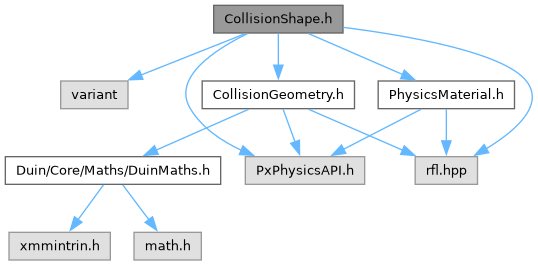 CollisionShape.h
variant
CollisionGeometry.h
PhysicsMaterial.h
Duin/Core/Maths/DuinMaths.h
PxPhysicsAPI.h
rfl.hpp
xmmintrin.h
math.h